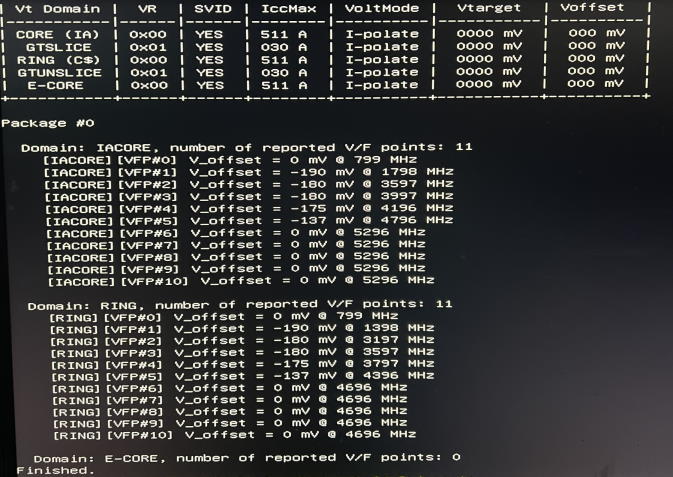 | Vt Domain | VR | SVID | IccMax | VoltMode | Vtarget | Voffset |
| CORE (IA) | 0x00 | YES | 511 A | I-polate | 0000 mV | 000 mV |
| GTSLICE | 0x01 | YES | 030 A | I-polate | 0000 mV | 000 mV |
| RING (C$) | 0x00 | YES | 511 A | I-polate | 0000 mV | 000 mV |
| GTUNSLICE | 0x01 | YES | 030 A | I-polate | 0000 mV | 000 mV |
| E-CORE | 0x00 | YES | 511 A | I-polate | 0000 mV | 000 mV |
Package #0
Domain: IACORE, number of reported V/F points: 11
[IACORE][VFP#0] V_offset = 0 mV @ 799 MHz
[IACORE][VFP#1] V_offset = -190 mV @ 1798 MHz
[IACORE][VFP#2] V_offset = -180 mV @ 3597 MHz
[IACORE][VFP#3] V_offset = -180 mV @ 3997 MHz
[IACORE][VFP#4] V_offset = -175 mV @ 4196 MHz
[IACORE][VFP#5] V_offset = -137 mV @ 4796 MHz
[IACORE][VFP#6] V_offset = 0 mV @ 5296 MHz
[IACORE][VFP#7] V_offset = 0 mV @ 5296 MHz
[IACORE][VFP#8] V_offset = 0 mV @ 5296 MHz
[IACORE][VFP#9] V_offset = 0 mV @ 5296 MHz
[IACORE][VFP#10] V_offset = 0 mV @ 5296 MHz
Domain: RING, number of reported V/F points: 11
[RING][VFP#0] V_offset = 0 mV @ 799 MHz
[RING][VFP#1] V_offset = -190 mV @ 1398 MHz
[RING][VFP#2] V_offset = -180 mV @ 3197 MHz
[RING][VFP#3] V_offset = -180 mV @ 3597 MHz
[RING][VFP#4] V_offset = -175 mV @ 3797 MHz
[RING][VFP#5] V_offset = -137 mV @ 4396 MHz
[RING][VFP#6] V_offset = 0 mV @ 4696 MHz
[RING][VFP#7] V_offset = 0 mV @ 4696 MHz
[RING][VFP#8] V_offset = 0 mV @ 4696 MHz
[RING][VFP#9] V_offset = 0 mV @ 4696 MHz
[RING][VFP#10] V_offset = 0 mV @ 4696 MHz
Domain: E-CORE, number of reported V/F points: 0
Finished.